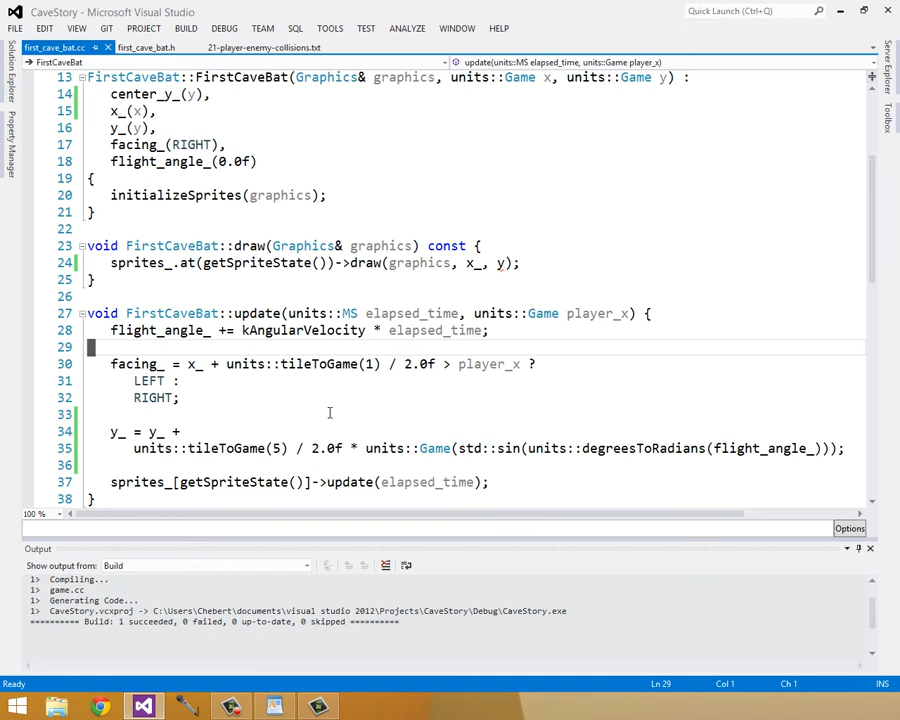 CaveStory - Microsoft Visual Studio
Quick Launch (Ctrl+Q)
FILE EDIT VIEW GIT PROJECT BUILD DEBUG TEAM SQL TOOLS TEST ANALYZE WINDOW HELP
first_cave_bat.cc first_cave_bat.h 21-player-enemy-collisions.txt
FirstCaveBat update(units::MS elapsed_time, units::Game player_x)
Solution Explorer
Property Manager
Server Explorer
Toolbox
13 FirstCaveBat::FirstCaveBat(Graphics& graphics, units::Game x, units::Game y) :
14 center_y_(y),
15 x_(x),
16 y_(y),
17 facing_(RIGHT),
18 flight_angle_(0.0f)
19 {
20 initializeSprites(graphics);
21 }
22
23 void FirstCaveBat::draw(Graphics& graphics) const {
24 sprites_.at(getSpriteState())->draw(graphics, x_, y);
25 }
26
27 void FirstCaveBat::update(units::MS elapsed_time, units::Game player_x) {
28 flight_angle_ += kAngularVelocity * elapsed_time;
29
30 facing_ = x_ + units::tileToGame(1) / 2.0f > player_x ?
31 LEFT :
32 RIGHT;
33
34 y_ = y_ +
35 units::tileToGame(5) / 2.0f * units::Game(std::sin(units::degreesToRadians(flight_angle_)));
36
37 sprites_[getSpriteState()]->update(elapsed_time);
38 }
100 %
Options
Output
Show output from: Build
1> Compiling...
1> game.cc
1> Generating Code...
1> CaveStory.vcxproj -> C:\Users\Chebert\documents\visual studio 2012\Projects\CaveStory\Debug\CaveStory.exe
========== Build: 1 succeeded, 0 failed, 0 up-to-date, 0 skipped ==========
Ready Ln 29 Col 1 Ch 1 INS